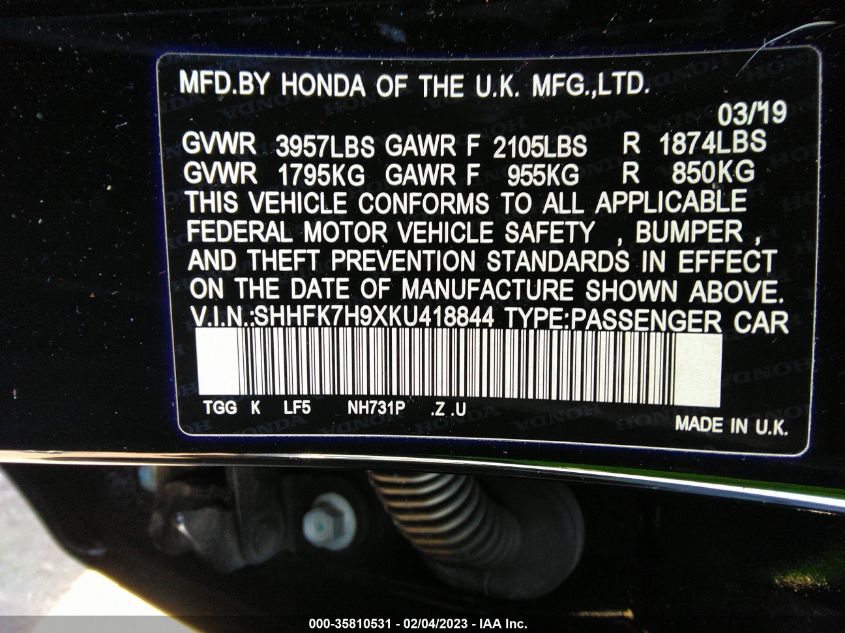 MFD.BY HONDA OF THE U.K. MFG.,LTD.
03/19
GVWR 3957LBS GAWR F 2105LBS R 1874LBS
GVWR 1795KG GAWR F 955KG R 850KG
THIS VEHICLE CONFORMS TO ALL APPLICABLE
FEDERAL MOTOR VEHICLE SAFETY , BUMPER ,
AND THEFT PREVENTION STANDARDS IN EFFECT
ON THE DATE OF MANUFACTURE SHOWN ABOVE.
V.I.N.:SHHFK7H9XKU418844 TYPE:PASSENGER CAR
TGG K LF5 NH731P .Z .U
MADE IN U.K.
000-35810531 - 02/04/2023 - IAA Inc.